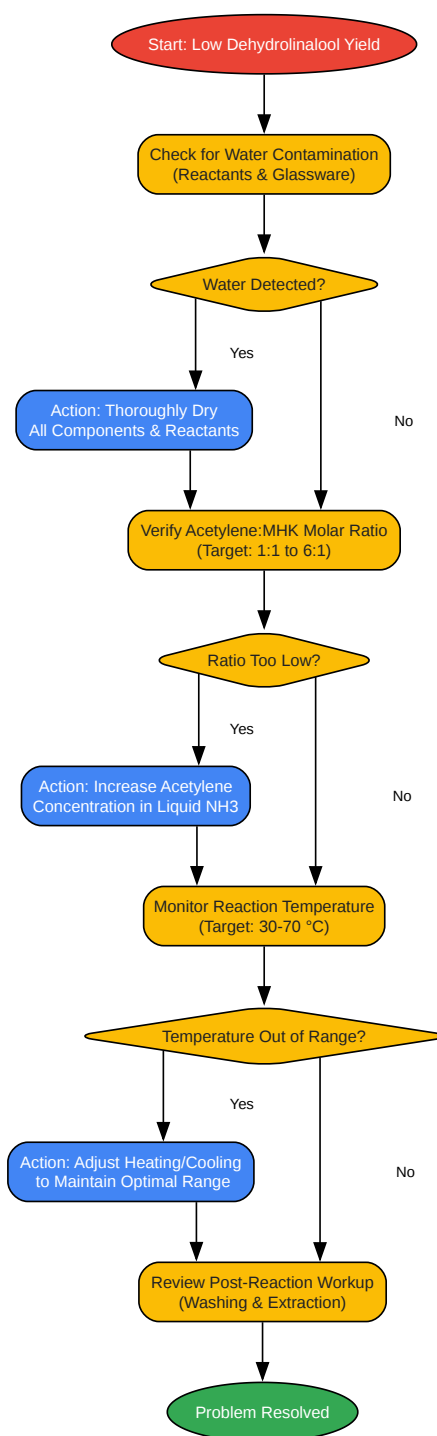 Start: Low Dehydrolinalool Yield
Check for Water Contamination
(Reactants & Glassware)
Water Detected?
Yes
Action: Thoroughly Dry
All Components & Reactants
No
Verify Acetylene:MHK Molar Ratio
(Target: 1:1 to 6:1)
Ratio Too Low?
Yes
Action: Increase Acetylene
Concentration in Liquid NH3
No
Monitor Reaction Temperature
(Target: 30-70 °C)
Temperature Out of Range?
Yes
Action: Adjust Heating/Cooling
to Maintain Optimal Range
No
Review Post-Reaction Workup
(Washing & Extraction)
Problem Resolved